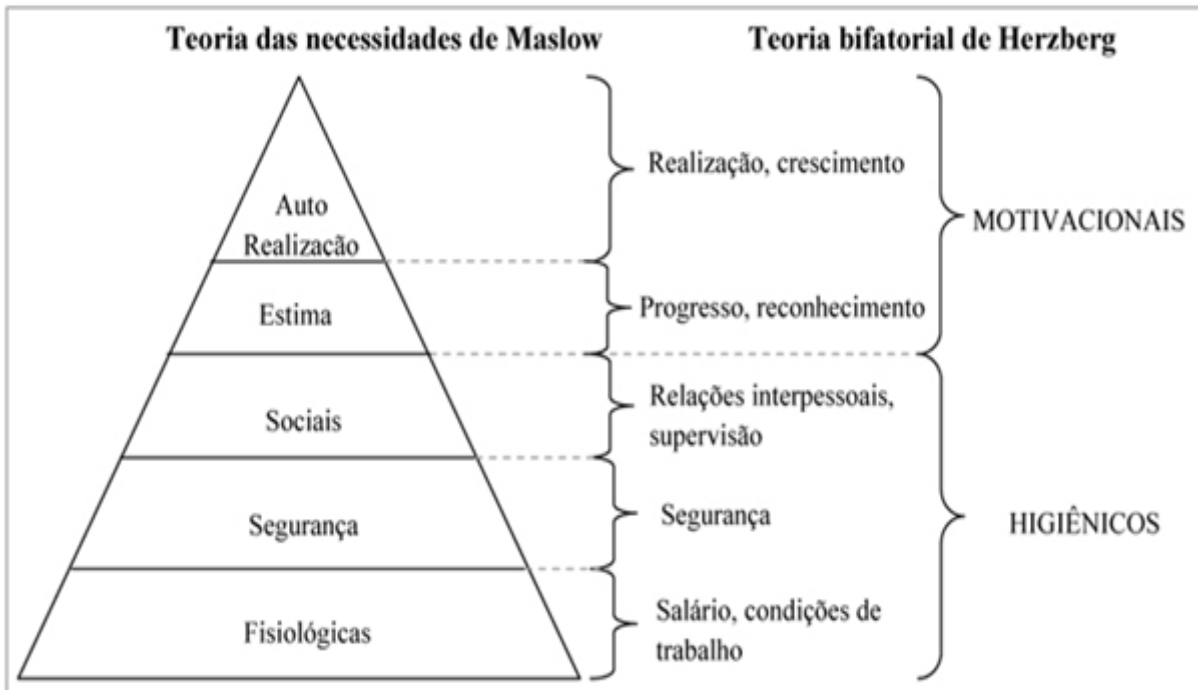 Teoria das necessidades de Maslow
Teoria bifatorial de Herzberg
Auto
Realização
Realização, crescimento
MOTIVACIONAIS
Estima
Progresso, reconhecimento
Sociais
Relações interpessoais,
supervisão
Segurança
Segurança
HIGIÊNICOS
Fisiológicas
Salário, condições de
trabalho